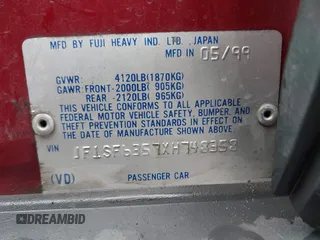 MFD BY FUJI HEAVY IND. LTD., JAPAN
MFD IN 05/99
GVWR: 4120LB(1870KG)
GAWR: FRONT-2000LB( 905KG)
REAR -2120LB( 965KG)
THIS VEHICLE CONFORMS TO ALL APPLICABLE
FEDERAL MOTOR VEHICLE SAFETY, BUMPER, AND
THEFT PREVENTION STANDARDS IN EFFECT ON
THE DATE OF MANUFACTURE SHOWN ABOVE.
VIN
(VD) PASSENGER CAR
DREAMBID